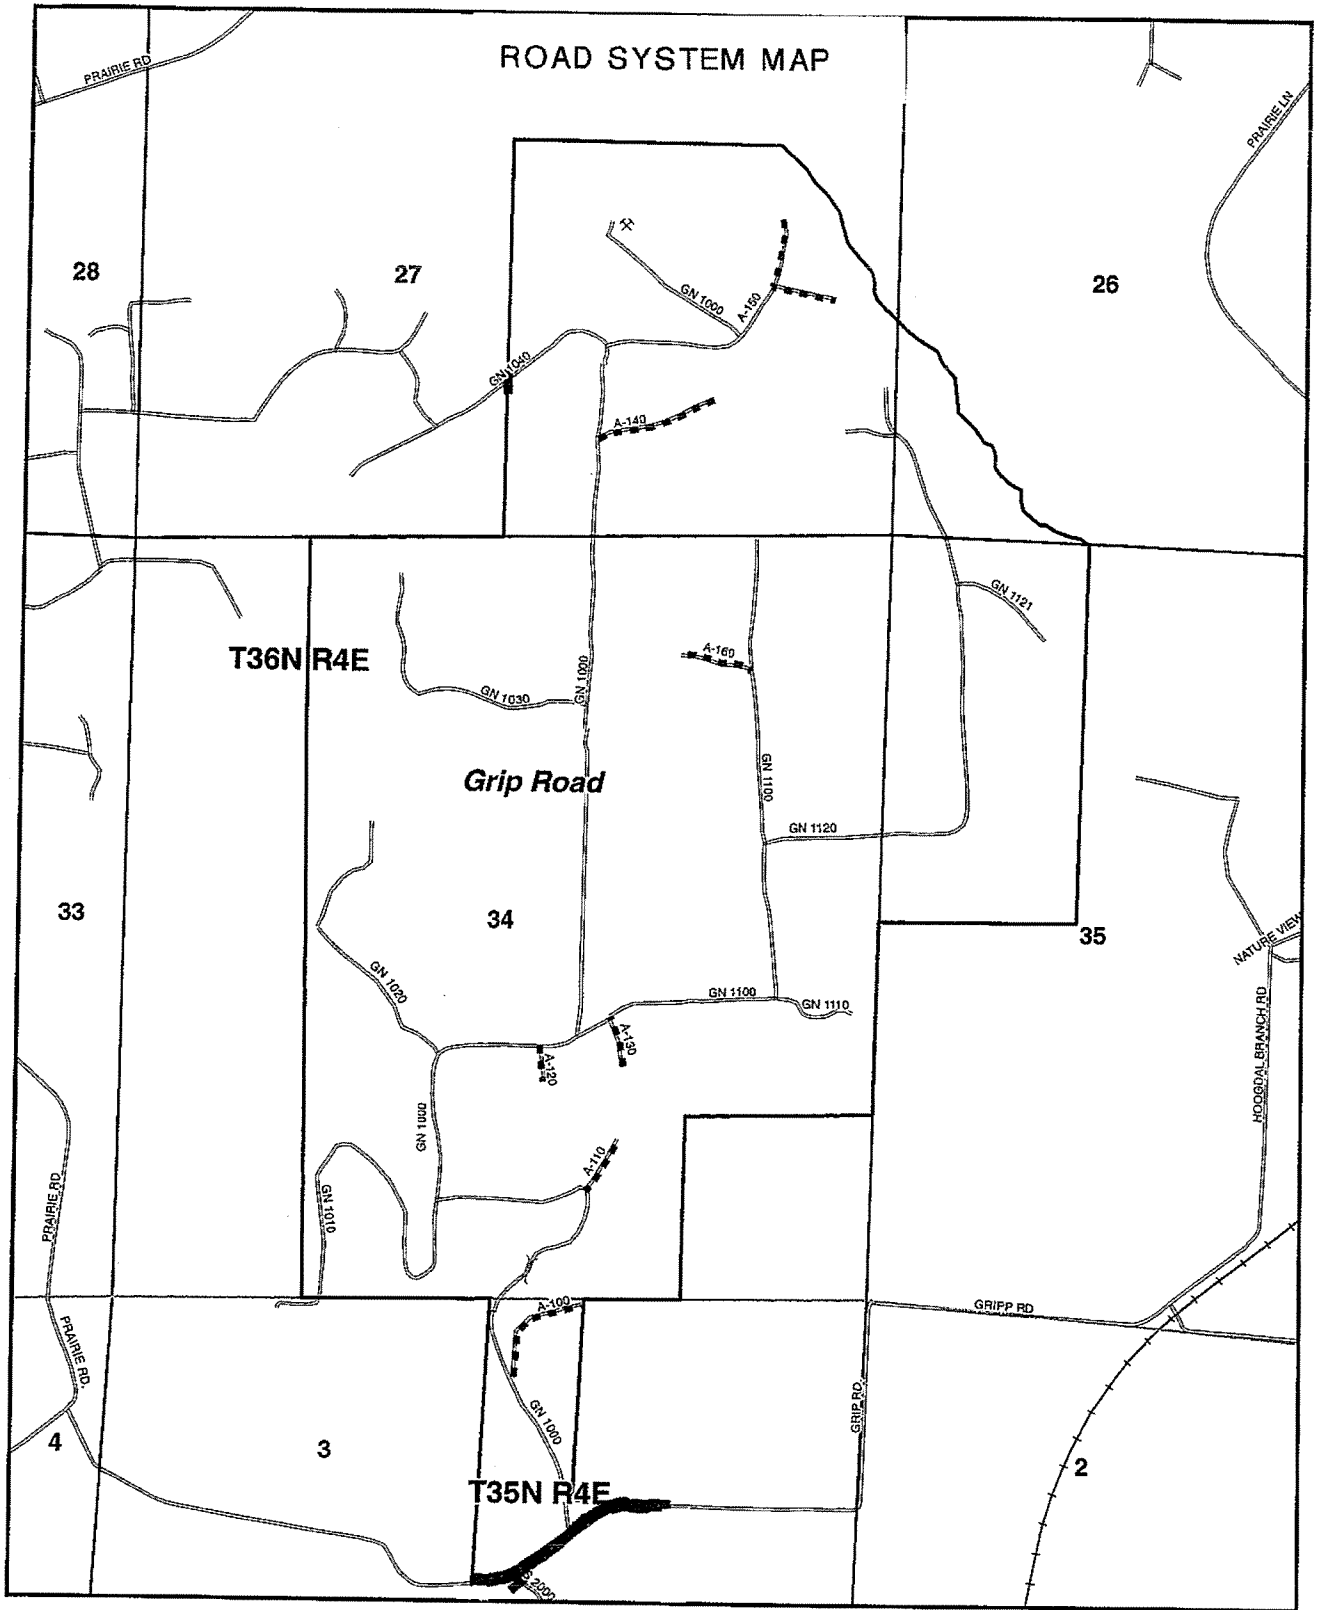 ROAD SYSTEM MAP
PRAIRIE RD
PRAIRIE LN
28
27
26
GN 1000
A-150
GN 1040
A-140
GN 1121
T36N R4E
A-160
GN 1030
GN 1000
Grip Road
GN 1100
GN 1120
33
34
35
NATURE VIEW
GN 1020
GN 1100
GN 1110
A-130
A-120
HOOGDAL BRANCH RD
GN 1000
A-110
PRAIRIE RD
GN 1010
A-100
GRIPP RD
PRAIRIE RD.
GN 1000
GRIP RD
4
3
2
T35N R4E
2000